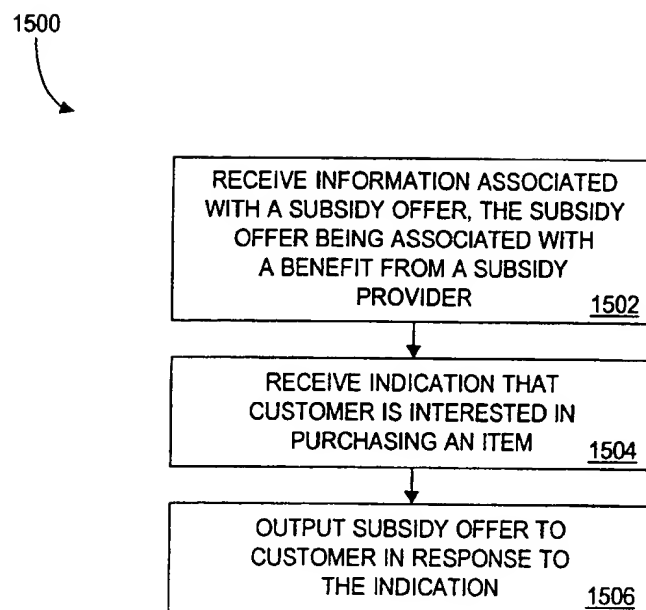 1500
RECEIVE INFORMATION ASSOCIATED
WITH A SUBSIDY OFFER, THE SUBSIDY
OFFER BEING ASSOCIATED WITH
A BENEFIT FROM A SUBSIDY
PROVIDER
1502
RECEIVE INDICATION THAT
CUSTOMER IS INTERESTED IN
PURCHASING AN ITEM
1504
OUTPUT SUBSIDY OFFER TO
CUSTOMER IN RESPONSE TO
THE INDICATION
1506